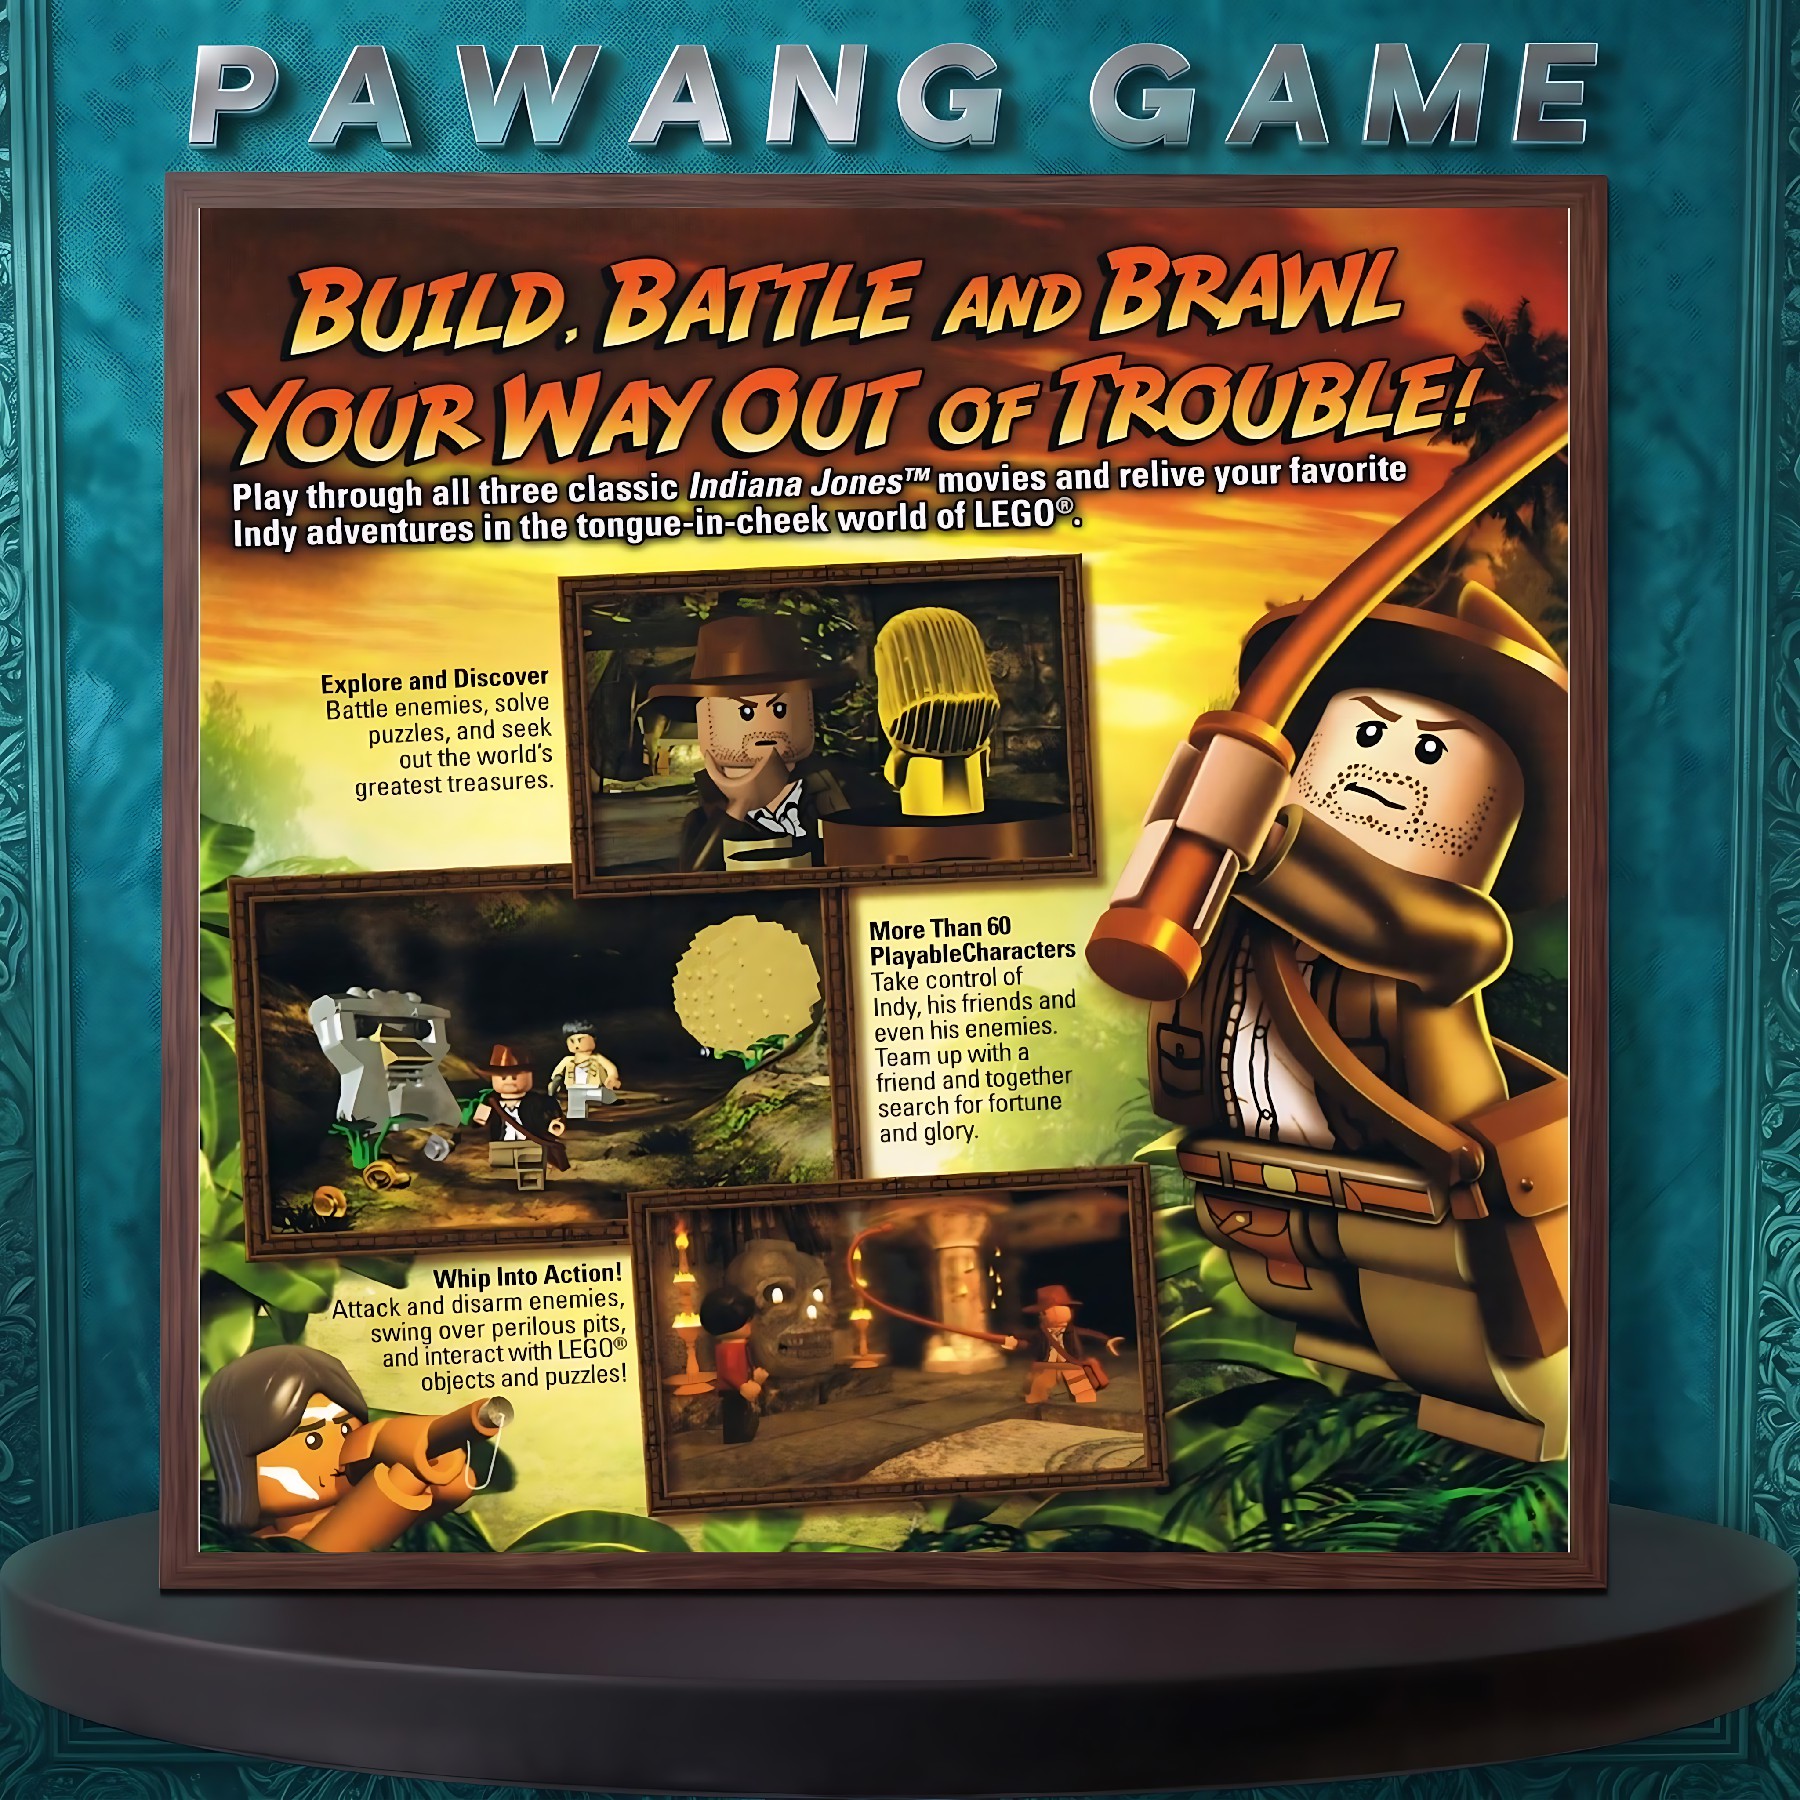 PAWANG GAME
BUILD, BATTLE AND BRAWL
YOUR WAY OUT OF TROUBLE!
Play through all three classic Indiana Jones™ movies and relive your favorite
Indy adventures in the tongue-in-cheek world of LEGO®.
Explore and Discover
Battle enemies, solve
puzzles, and seek
out the world's
greatest treasures.
More Than 60
PlayableCharacters
Take control of
Indy, his friends and
even his enemies.
Team up with a
friend and together
search for fortune
and glory.
Whip Into Action!
Attack and disarm enemies,
swing over perilous pits,
and interact with LEGO®
objects and puzzles!